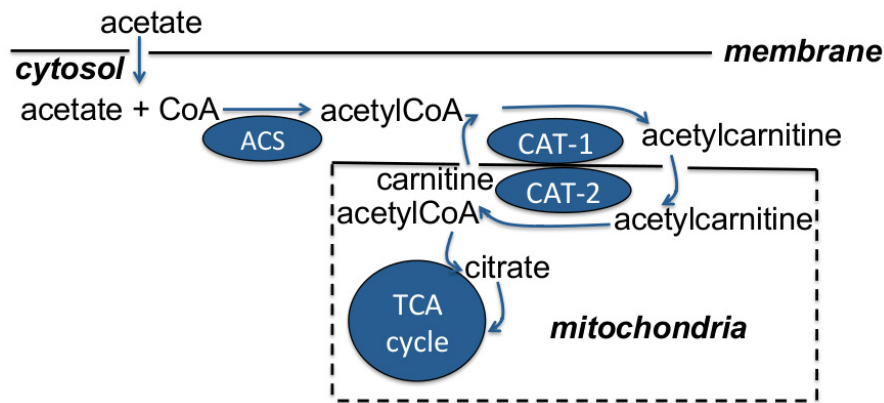 acetate
membrane
cytosol
acetate + CoA
acetylCoA
ACS
CAT-1
acetylcarnitine
carnitine
CAT-2
acetylCoA
acetylcarnitine
citrate
TCA
cycle
mitochondria